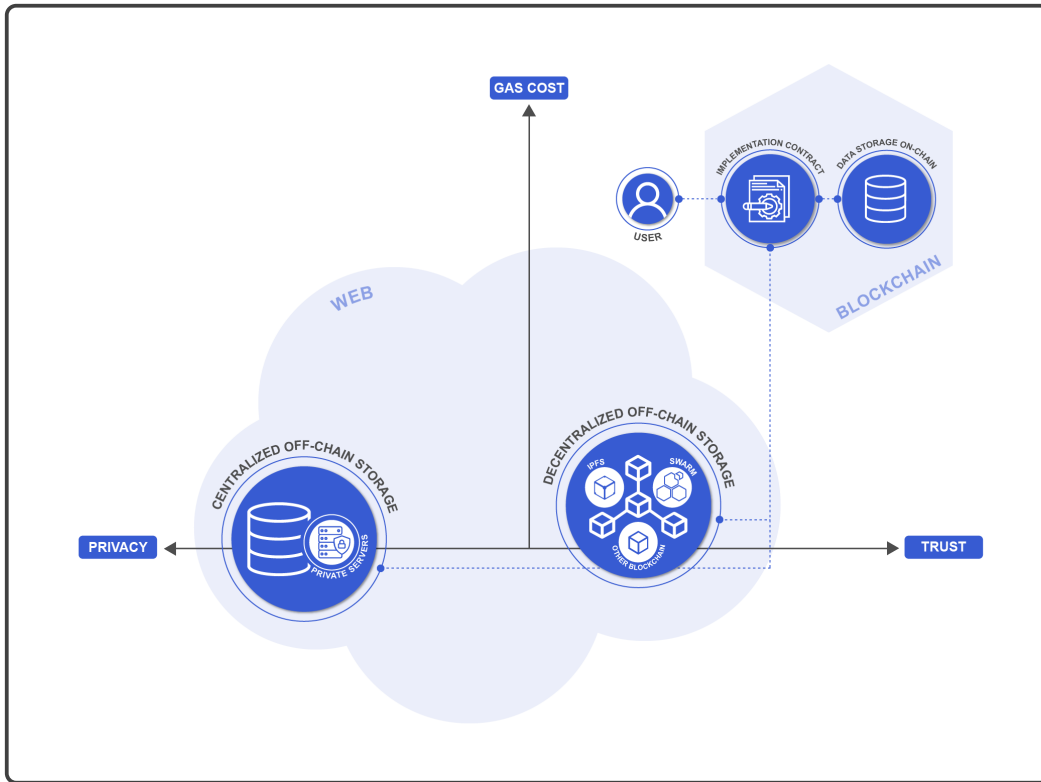 GAS COST
IMPLEMENTATION CONTRACT
DATA STORAGE ON-CHAIN
USER
BLOCKCHAIN
WEB
CENTRALIZED OFF-CHAIN STORAGE
PRIVATE SERVERS
DECENTRALIZED OFF-CHAIN STORAGE
IPFS
SWARM
OTHER BLOCKCHAIN
PRIVACY
TRUST